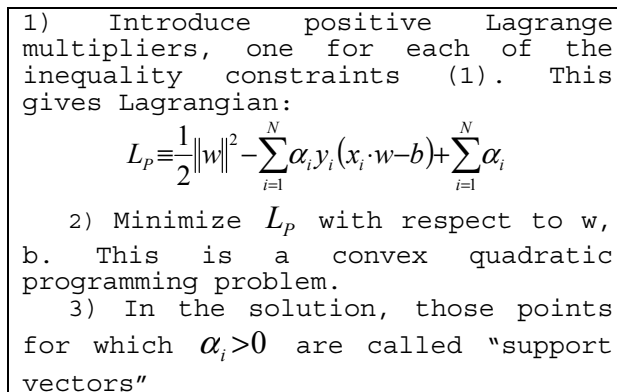 1) Introduce positive Lagrange
multipliers, one for each of the
inequality constraints (1). This
gives Lagrangian:
L_P ≡ 1/2 ‖w‖² − ∑_{i=1}^{N} α_i y_i (x_i · w − b) + ∑_{i=1}^{N} α_i
2) Minimize L_P with respect to w,
b. This is a convex quadratic
programming problem.
3) In the solution, those points
for which α_i > 0 are called "support
vectors"